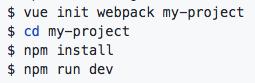 $ vue init webpack my-project
$ cd my-project
$ npm install
$ npm run dev